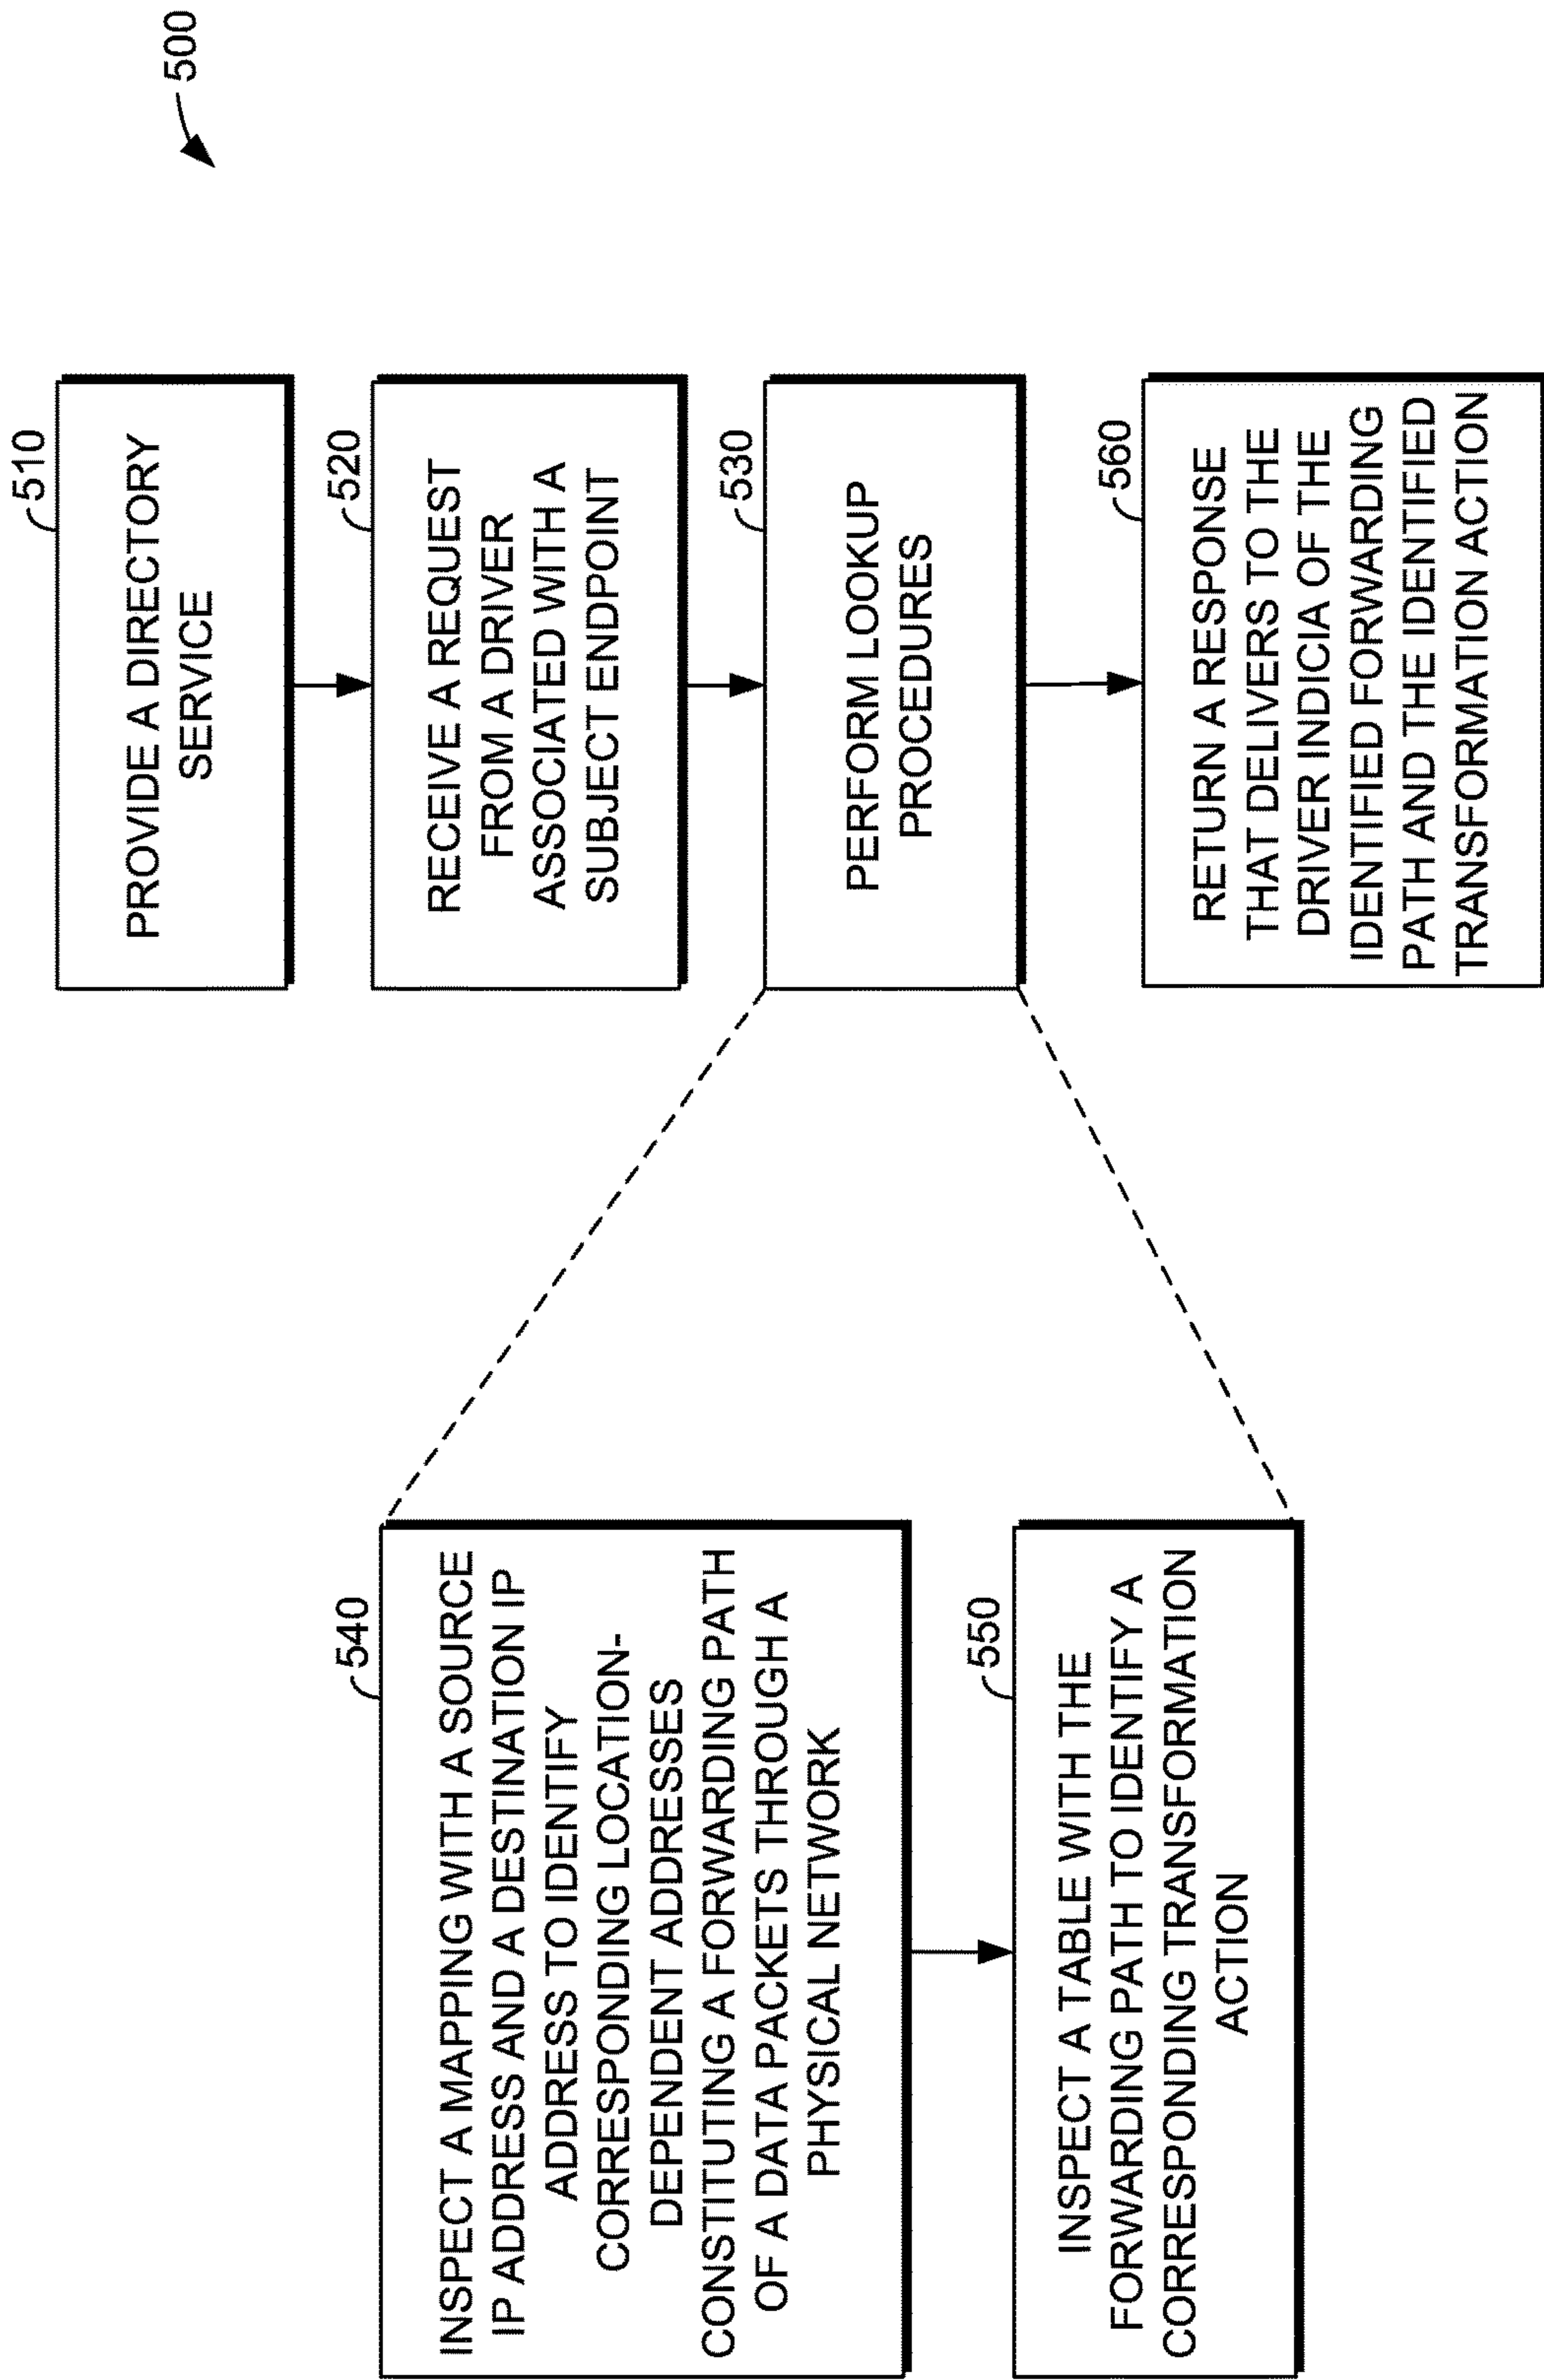 500
510
PROVIDE A DIRECTORY
SERVICE
520
RECEIVE A REQUEST
FROM A DRIVER
ASSOCIATED WITH A
SUBJECT ENDPOINT
530
PERFORM LOOKUP
PROCEDURES
540
INSPECT A MAPPING WITH A SOURCE
IP ADDRESS AND A DESTINATION IP
ADDRESS TO IDENTIFY
CORRESPONDING LOCATION-
DEPENDENT ADDRESSES
CONSTITUTING A FORWARDING PATH
OF A DATA PACKETS THROUGH A
PHYSICAL NETWORK
550
INSPECT A TABLE WITH THE
FORWARDING PATH TO IDENTIFY A
CORRESPONDING TRANSFORMATION
ACTION
560
RETURN A RESPONSE
THAT DELIVERS TO THE
DRIVER INDICIA OF THE
IDENTIFIED FORWARDING
PATH AND THE IDENTIFIED
TRANSFORMATION ACTION